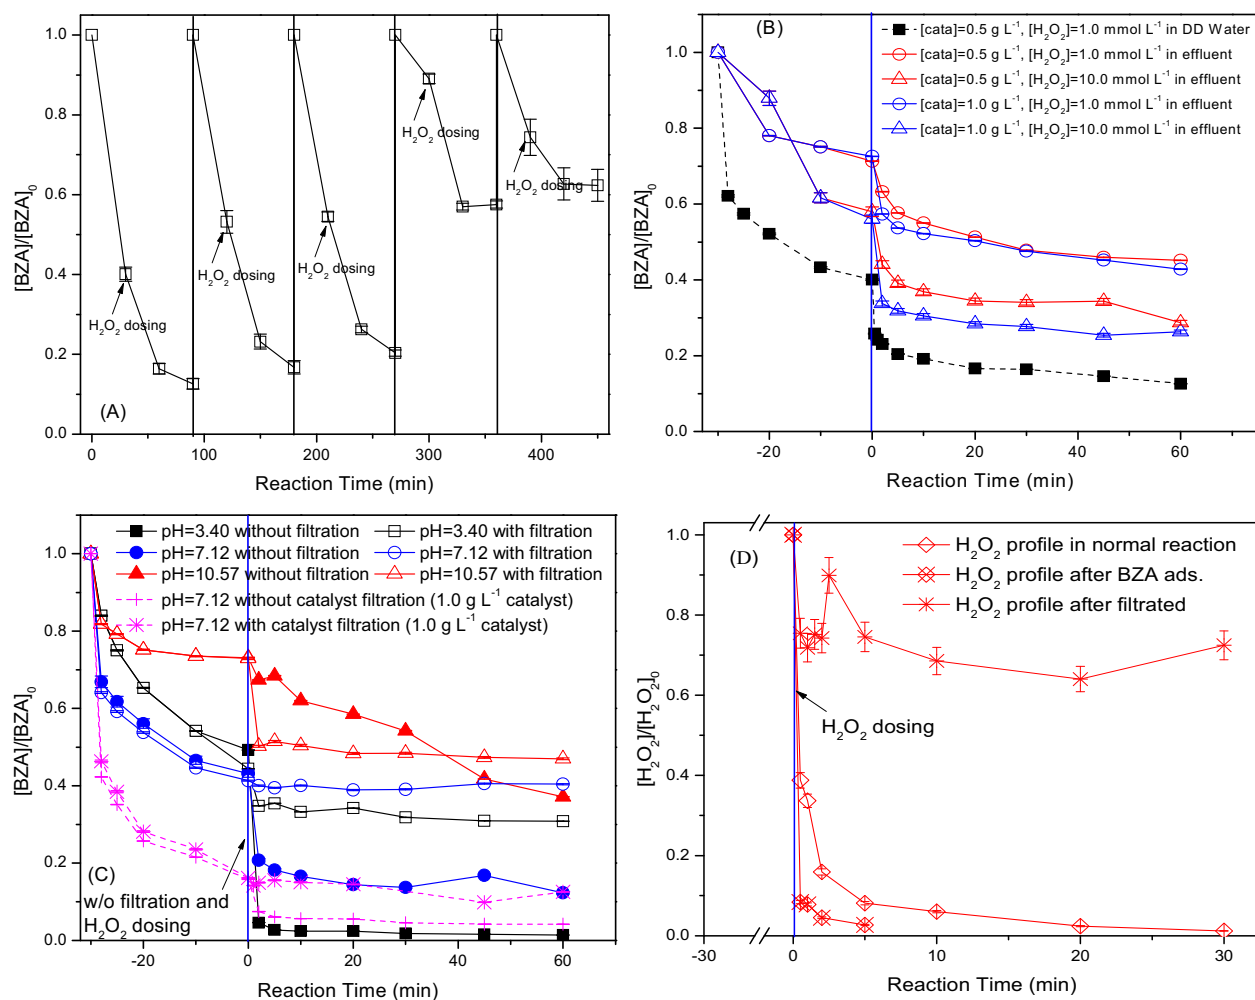 1.0
0.8
0.6
0.4
0.2
0.0
[BZA]/[BZA]₀
H₂O₂ dosing
H₂O₂ dosing
H₂O₂ dosing
H₂O₂ dosing
H₂O₂ dosing
(A)
0
100
200
300
400
Reaction Time (min)
(B)
[cata]=0.5 g L⁻¹, [H₂O₂]=1.0 mmol L⁻¹ in DD Water
[cata]=0.5 g L⁻¹, [H₂O₂]=1.0 mmol L⁻¹ in effluent
[cata]=0.5 g L⁻¹, [H₂O₂]=10.0 mmol L⁻¹ in effluent
[cata]=1.0 g L⁻¹, [H₂O₂]=1.0 mmol L⁻¹ in effluent
[cata]=1.0 g L⁻¹, [H₂O₂]=10.0 mmol L⁻¹ in effluent
1.0
0.8
0.6
0.4
0.2
0.0
[BZA]/[BZA]₀
-20
0
20
40
60
Reaction Time (min)
pH=3.40 without filtration
pH=3.40 with filtration
pH=7.12 without filtration
pH=7.12 with filtration
pH=10.57 without filtration
pH=10.57 with filtration
pH=7.12 without catalyst filtration (1.0 g L⁻¹ catalyst)
pH=7.12 with catalyst filtration (1.0 g L⁻¹ catalyst)
1.0
0.8
0.6
0.4
0.2
0.0
[BZA]/[BZA]₀
(C)
w/o filtration and
H₂O₂ dosing
-20
0
20
40
60
Reaction Time (min)
(D)
H₂O₂ profile in normal reaction
H₂O₂ profile after BZA ads.
H₂O₂ profile after filtrated
H₂O₂ dosing
1.0
0.8
0.6
0.4
0.2
0.0
[H₂O₂]/[H₂O₂]₀
-30
0
10
20
30
Reaction Time (min)